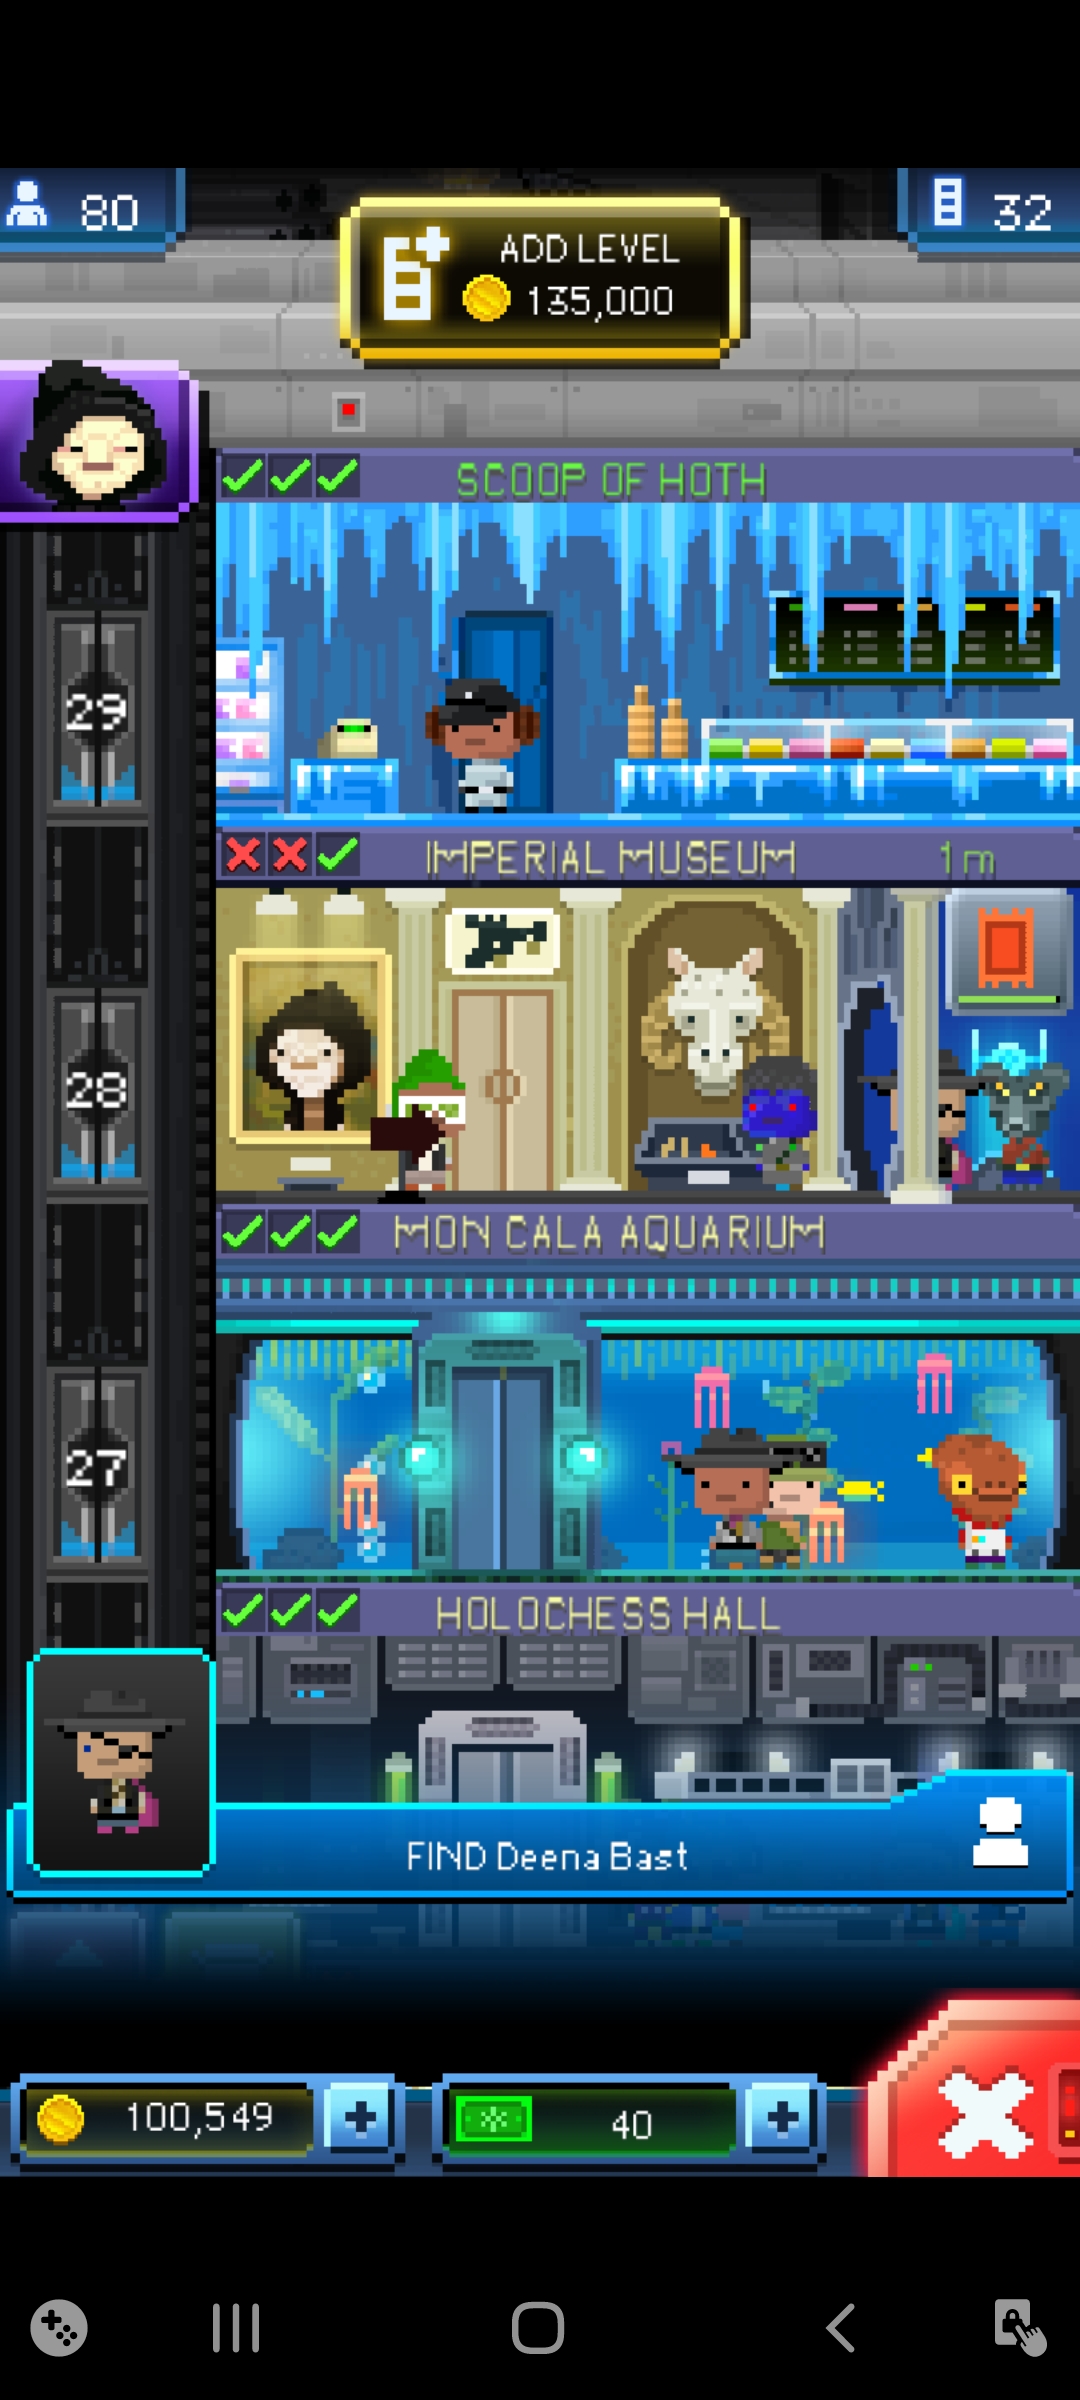 80
ADD LEVEL
135,000
32
SCOOP OF HOTH
29
IMPERIAL MUSEUM 1m
28
MON CALA AQUARIUM
27
HOLOCHESS HALL
FIND Deena Bast
100,549
40